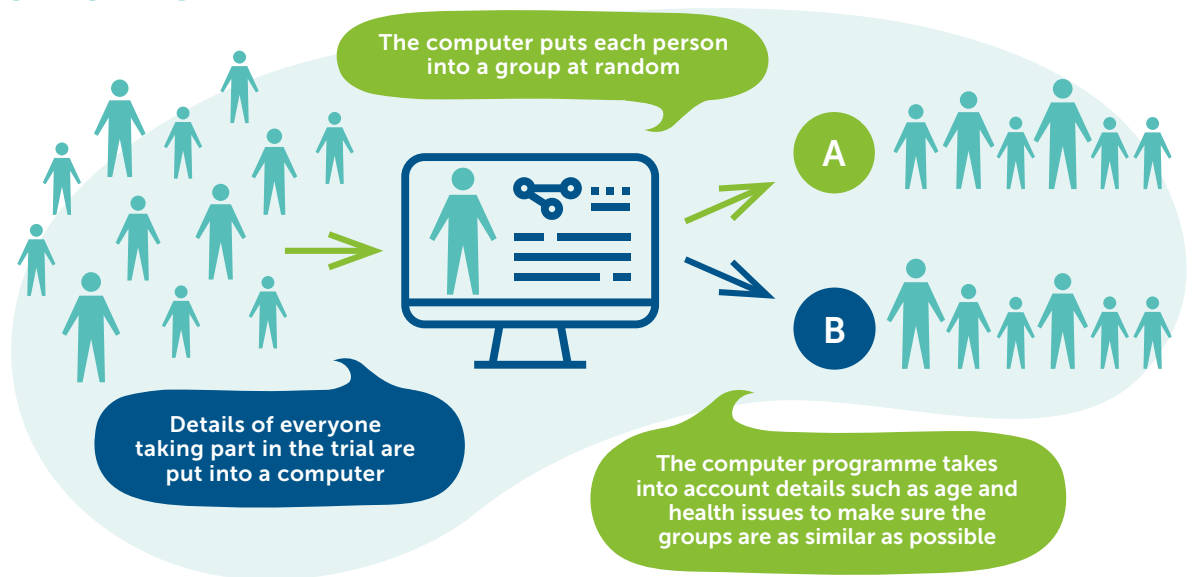 The computer puts each person
into a group at random
A
B
Details of everyone
taking part in the trial are
put into a computer
The computer programme takes
into account details such as age and
health issues to make sure the
groups are as similar as possible